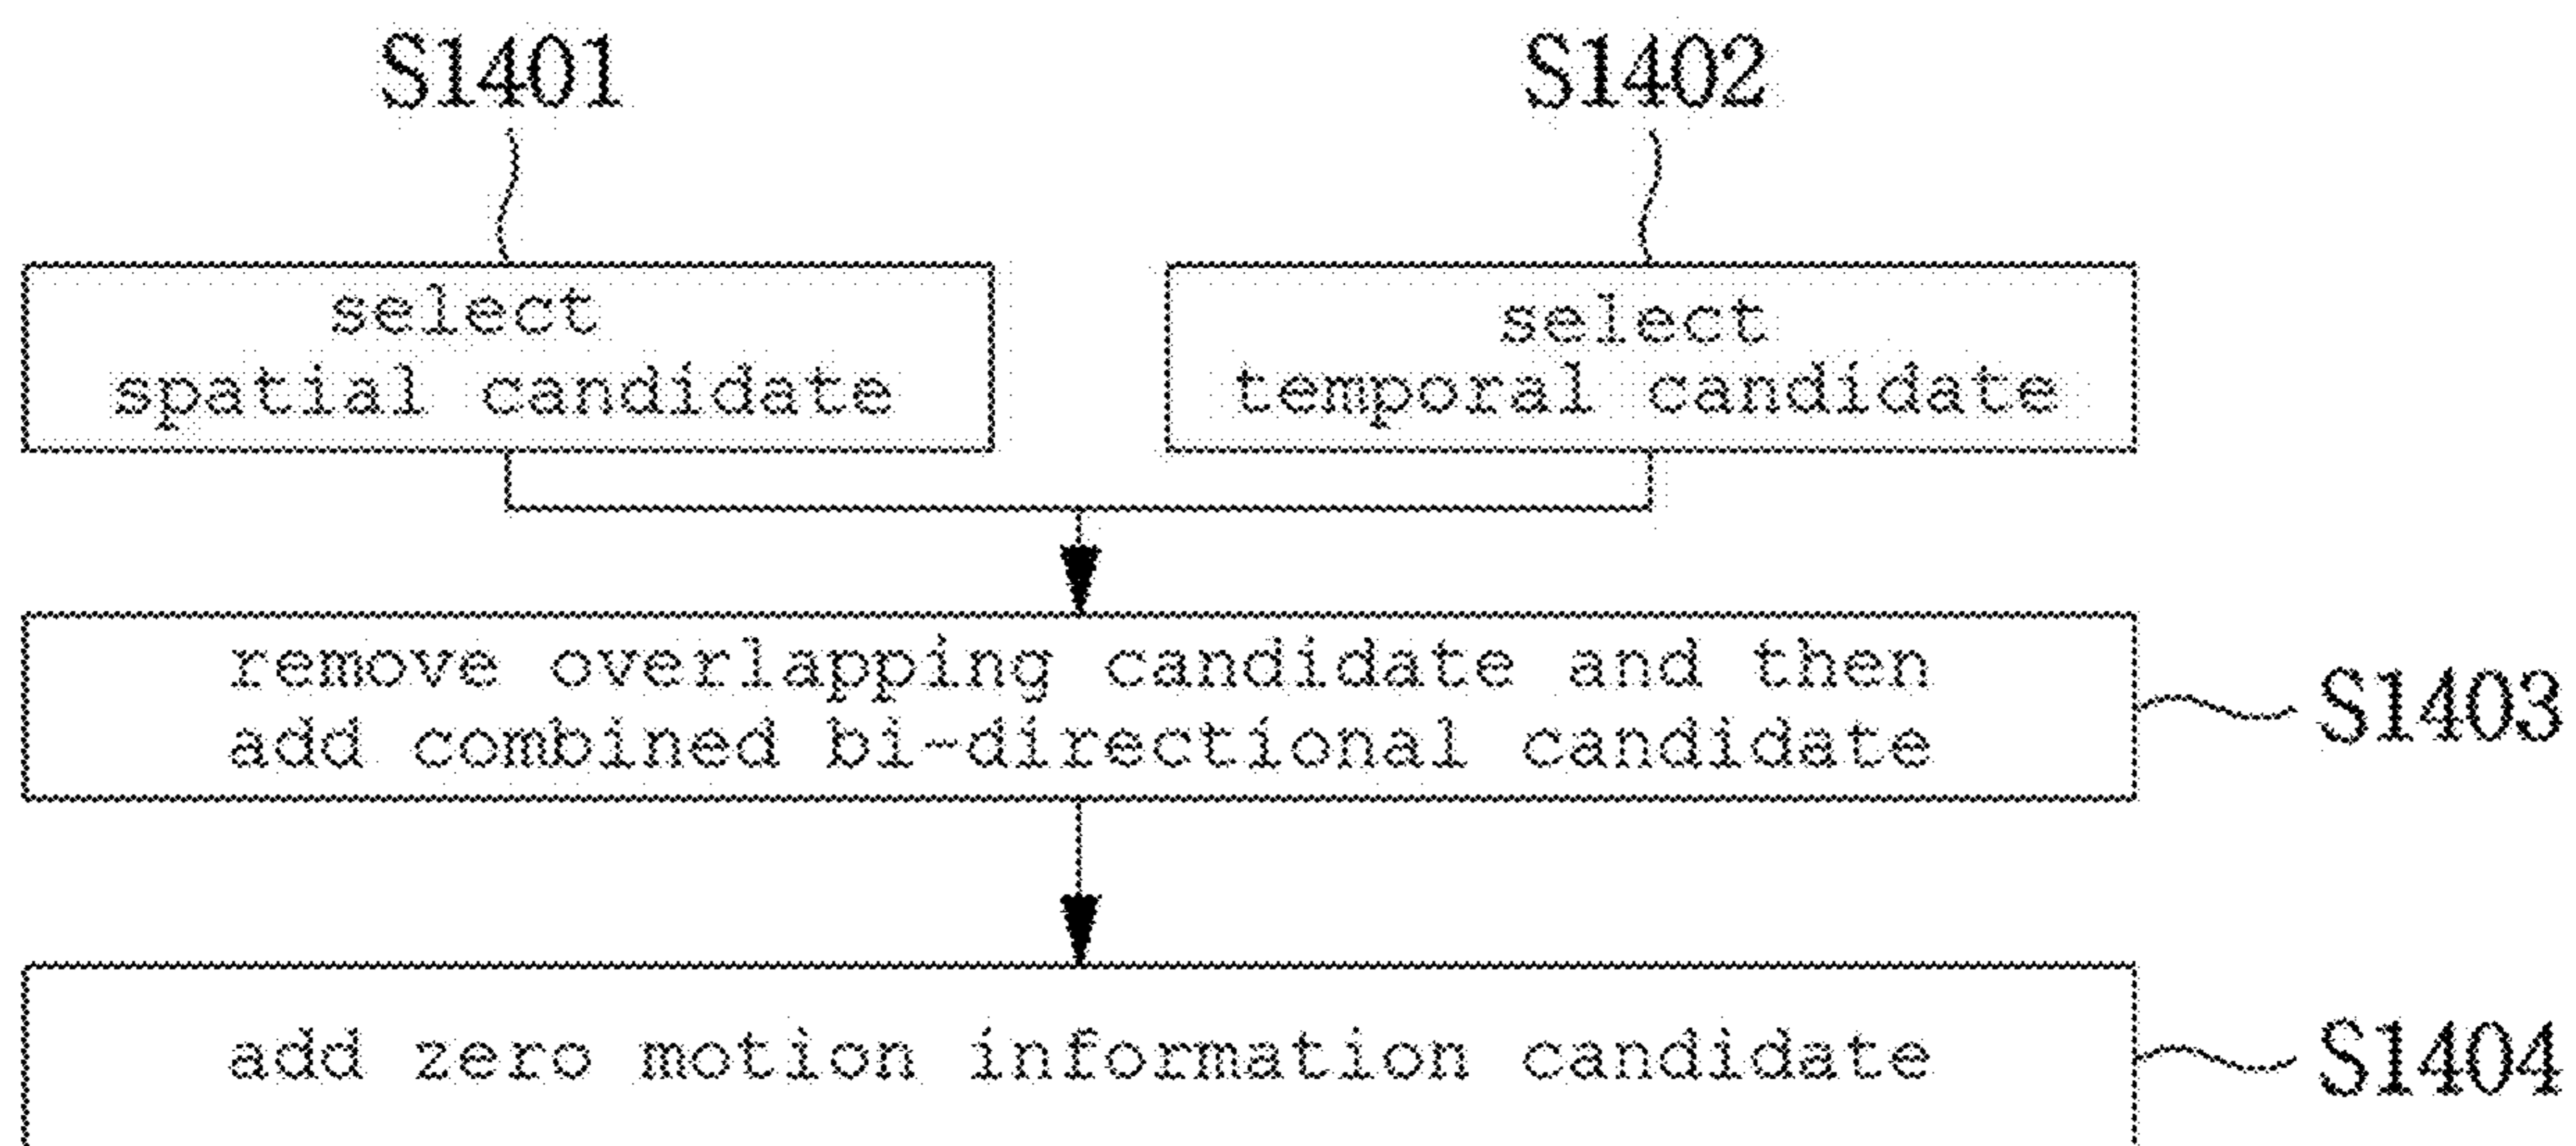 S1401
S1402
select
spatial candidate
select
temporal candidate
remove overlapping candidate and then
add combined bi-directional candidate
S1403
add zero motion information candidate
S1404